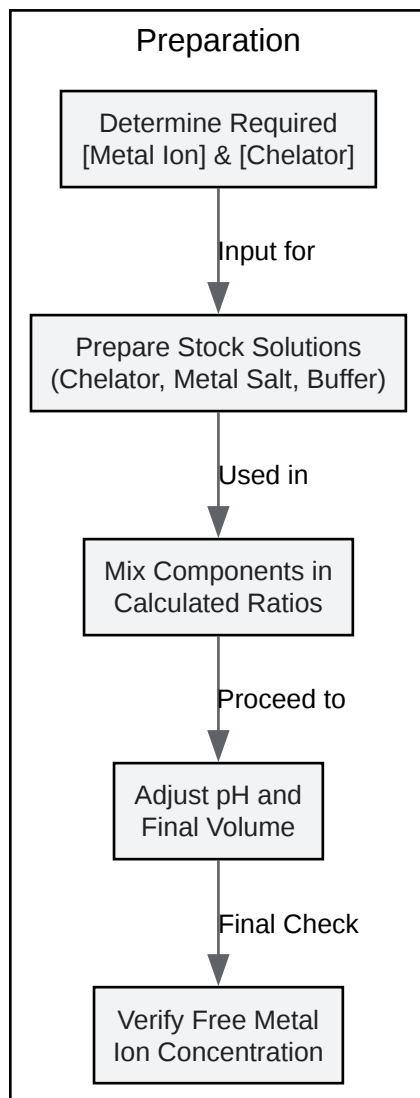 Preparation
Determine Required
[Metal Ion] & [Chelator]
Input for
Prepare Stock Solutions
(Chelator, Metal Salt, Buffer)
Used in
Mix Components in
Calculated Ratios
Proceed to
Adjust pH and
Final Volume
Final Check
Verify Free Metal
Ion Concentration